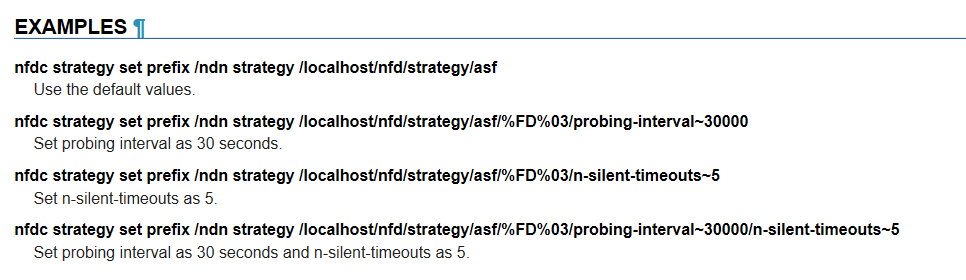 EXAMPLES ¶
nfdc strategy set prefix /ndn strategy /localhost/nfd/strategy/asf
Use the default values.
nfdc strategy set prefix /ndn strategy /localhost/nfd/strategy/asf/%FD%03/probing-interval~30000
Set probing interval as 30 seconds.
nfdc strategy set prefix /ndn strategy /localhost/nfd/strategy/asf/%FD%03/n-silent-timeouts~5
Set n-silent-timeouts as 5.
nfdc strategy set prefix /ndn strategy /localhost/nfd/strategy/asf/%FD%03/probing-interval~30000/n-silent-timeouts~5
Set probing interval as 30 seconds and n-silent-timeouts as 5.